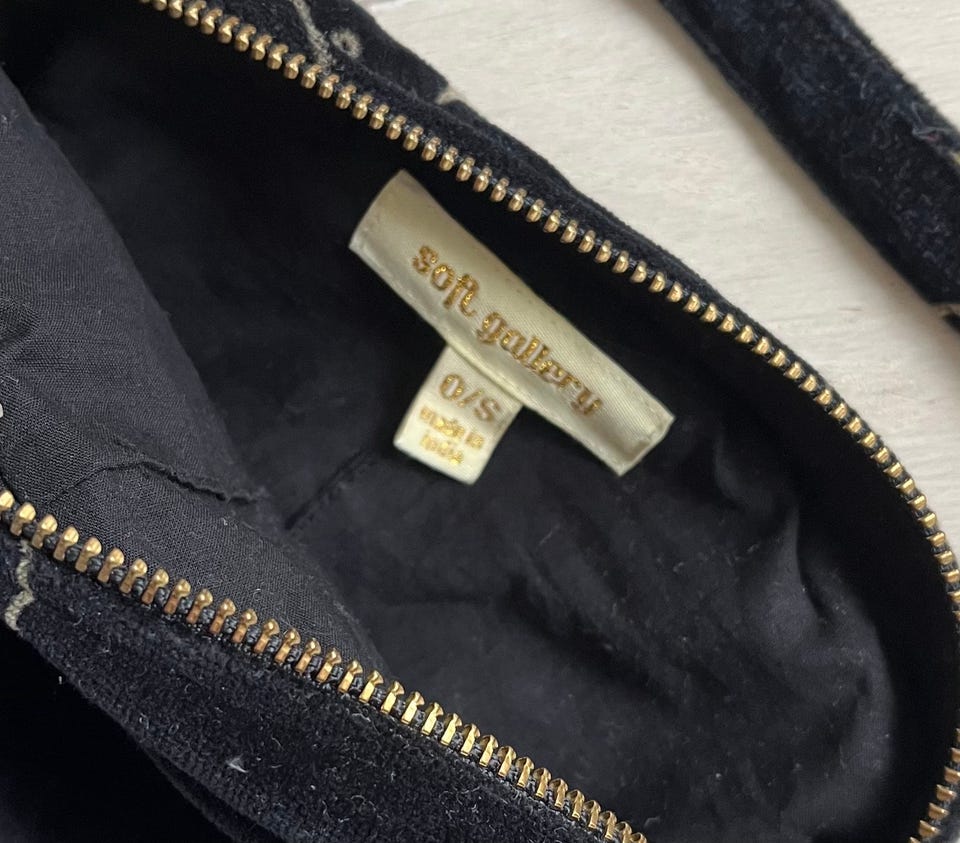 soft gallery
O/S
made in
India